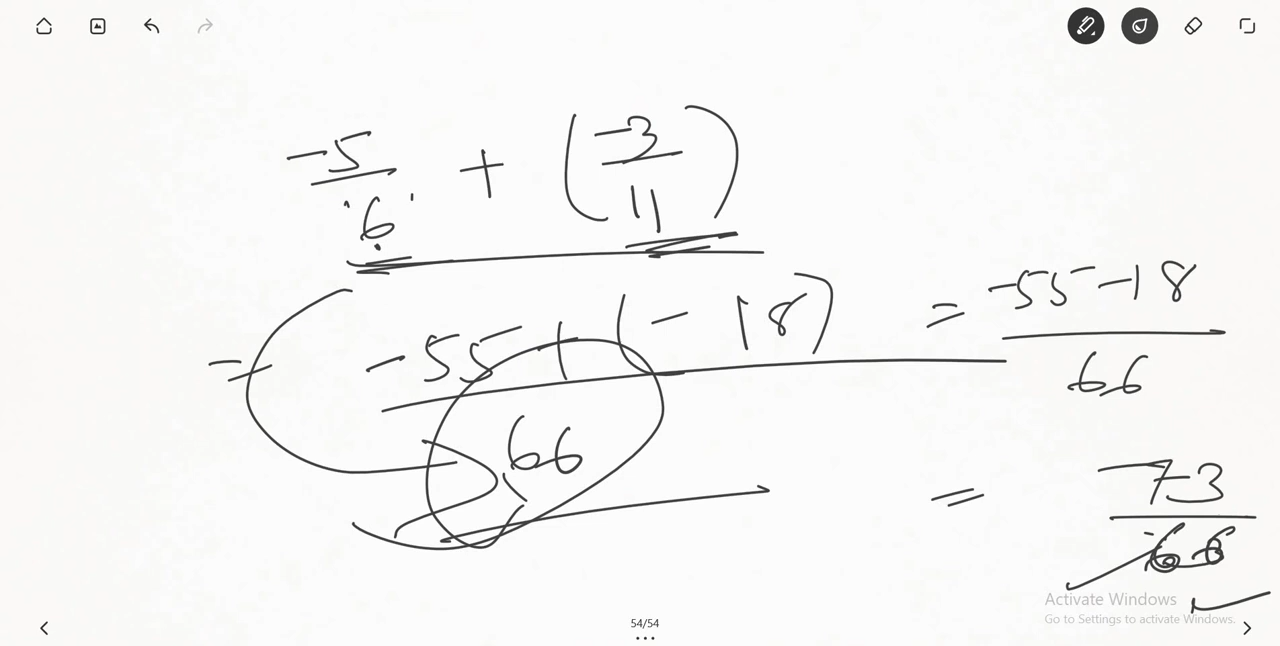 -5/6 + (-3/11)
= -55 + (-18) / 66 = -55-18 / 66
= -73 / 66
Activate Windows
Go to Settings to activate Windows.
54/54